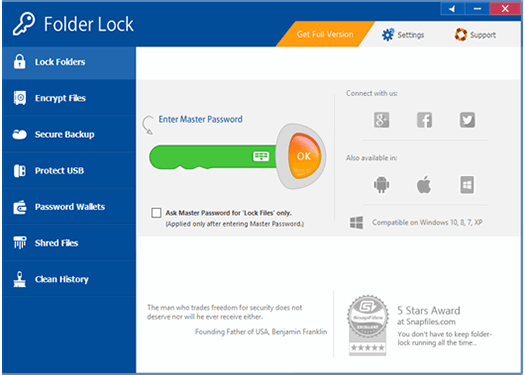 Folder Lock
Get Full Version
Settings
Support
Lock Folders
Encrypt Files
Secure Backup
Protect USB
Password Wallets
Shred Files
Clean History
Enter Master Password
OK
Ask Master Password for 'Lock Files' only.
(Applied only after entering Master Password.)
Connect with us:
g+
f
Also available in:
Compatible on Windows 10, 8, 7, XP
The man who trades freedom for security does not
deserve nor will he ever receive either.
Founding Father of USA, Benjamin Franklin
EXCELLENT
5 Stars Award
at Snapfiles.com
You don't have to keep folder-
lock running all the time..